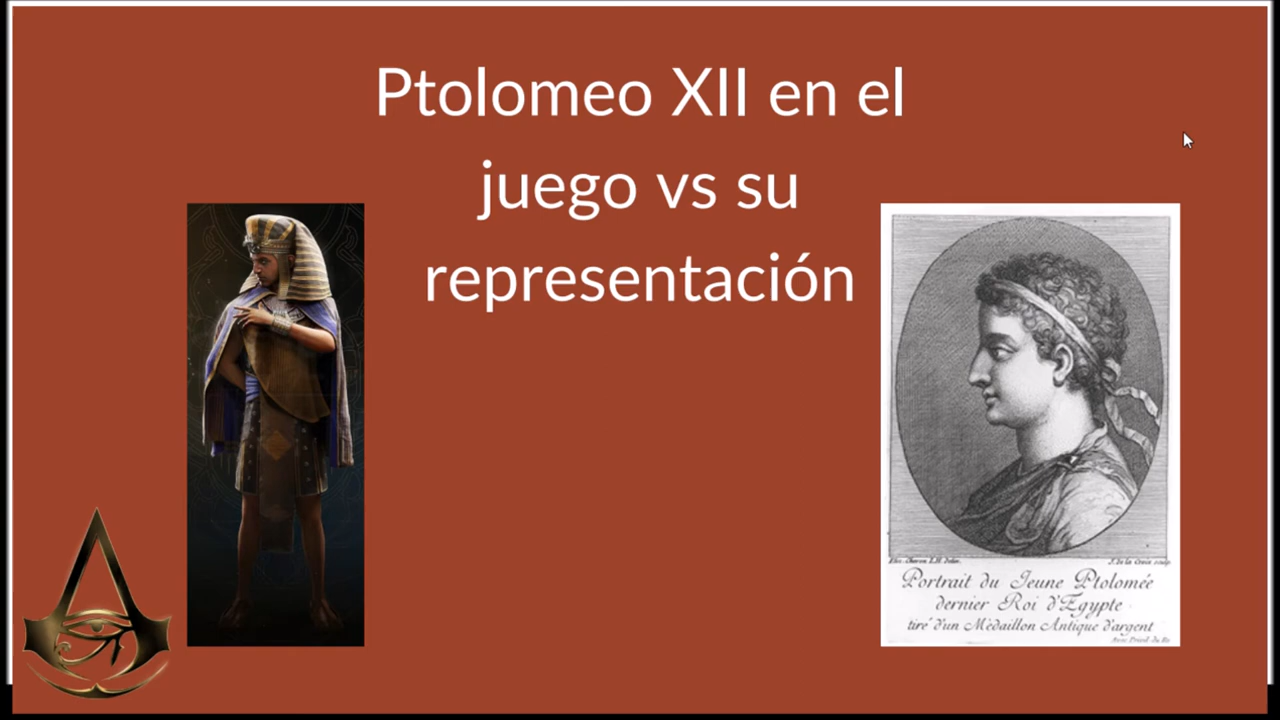 Ptolomeo XII en el
juego vs su
representación
Portrait du Jeune Ptolomée
dernier Roi d'Egypte
tiré d'un Médaillon Antique d'argent